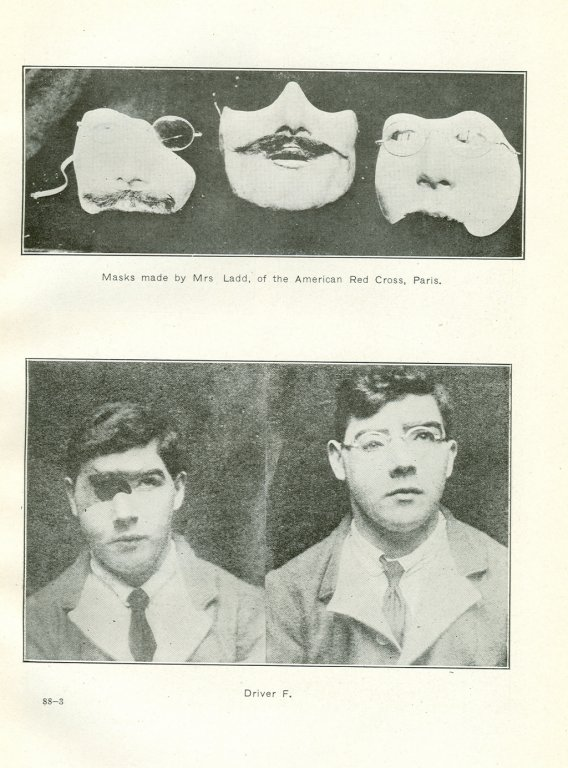 Masks made by Mrs Ladd, of the American Red Cross, Paris.
Driver F.
88—3